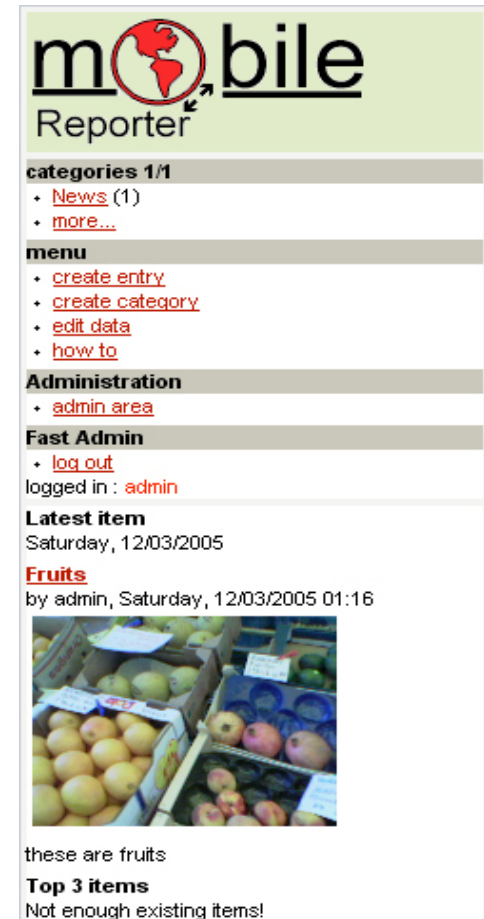 mobile
Reporter
categories 1/1
News (1)
more...
menu
create entry
create category
edit data
how to
Administration
admin area
Fast Admin
log out
logged in : admin
Latest item
Saturday, 12/03/2005
Fruits
by admin, Saturday, 12/03/2005 01:16
these are fruits
Top 3 items
Not enough existing items!